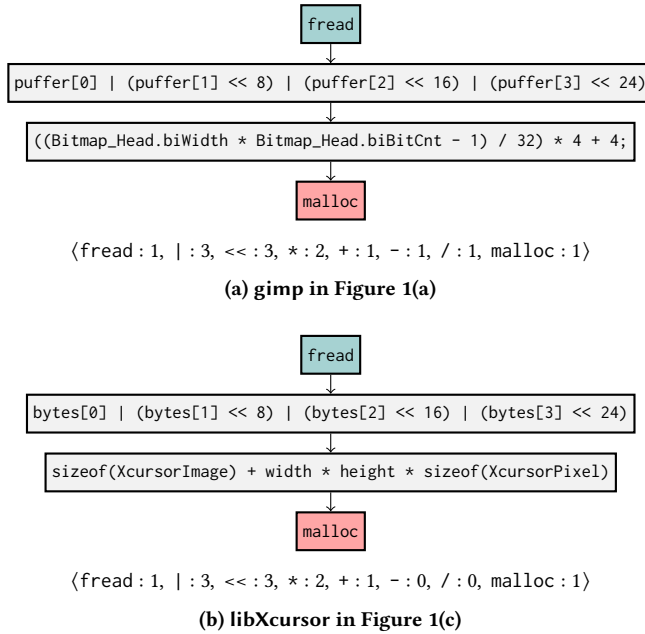 fread
puffer[0] | (puffer[1] << 8) | (puffer[2] << 16) | (puffer[3] << 24)
((Bitmap_Head.biWidth * Bitmap_Head.biBitCnt - 1) / 32) * 4 + 4;
malloc
⟨fread : 1, | : 3, << : 3, * : 2, + : 1, - : 1, / : 1, malloc : 1⟩
(a) gimp in Figure 1(a)
fread
bytes[0] | (bytes[1] << 8) | (bytes[2] << 16) | (bytes[3] << 24)
sizeof(XcursorImage) + width * height * sizeof(XcursorPixel)
malloc
⟨fread : 1, | : 3, << : 3, * : 2, + : 1, - : 0, / : 0, malloc : 1⟩
(b) libXcursor in Figure 1(c)